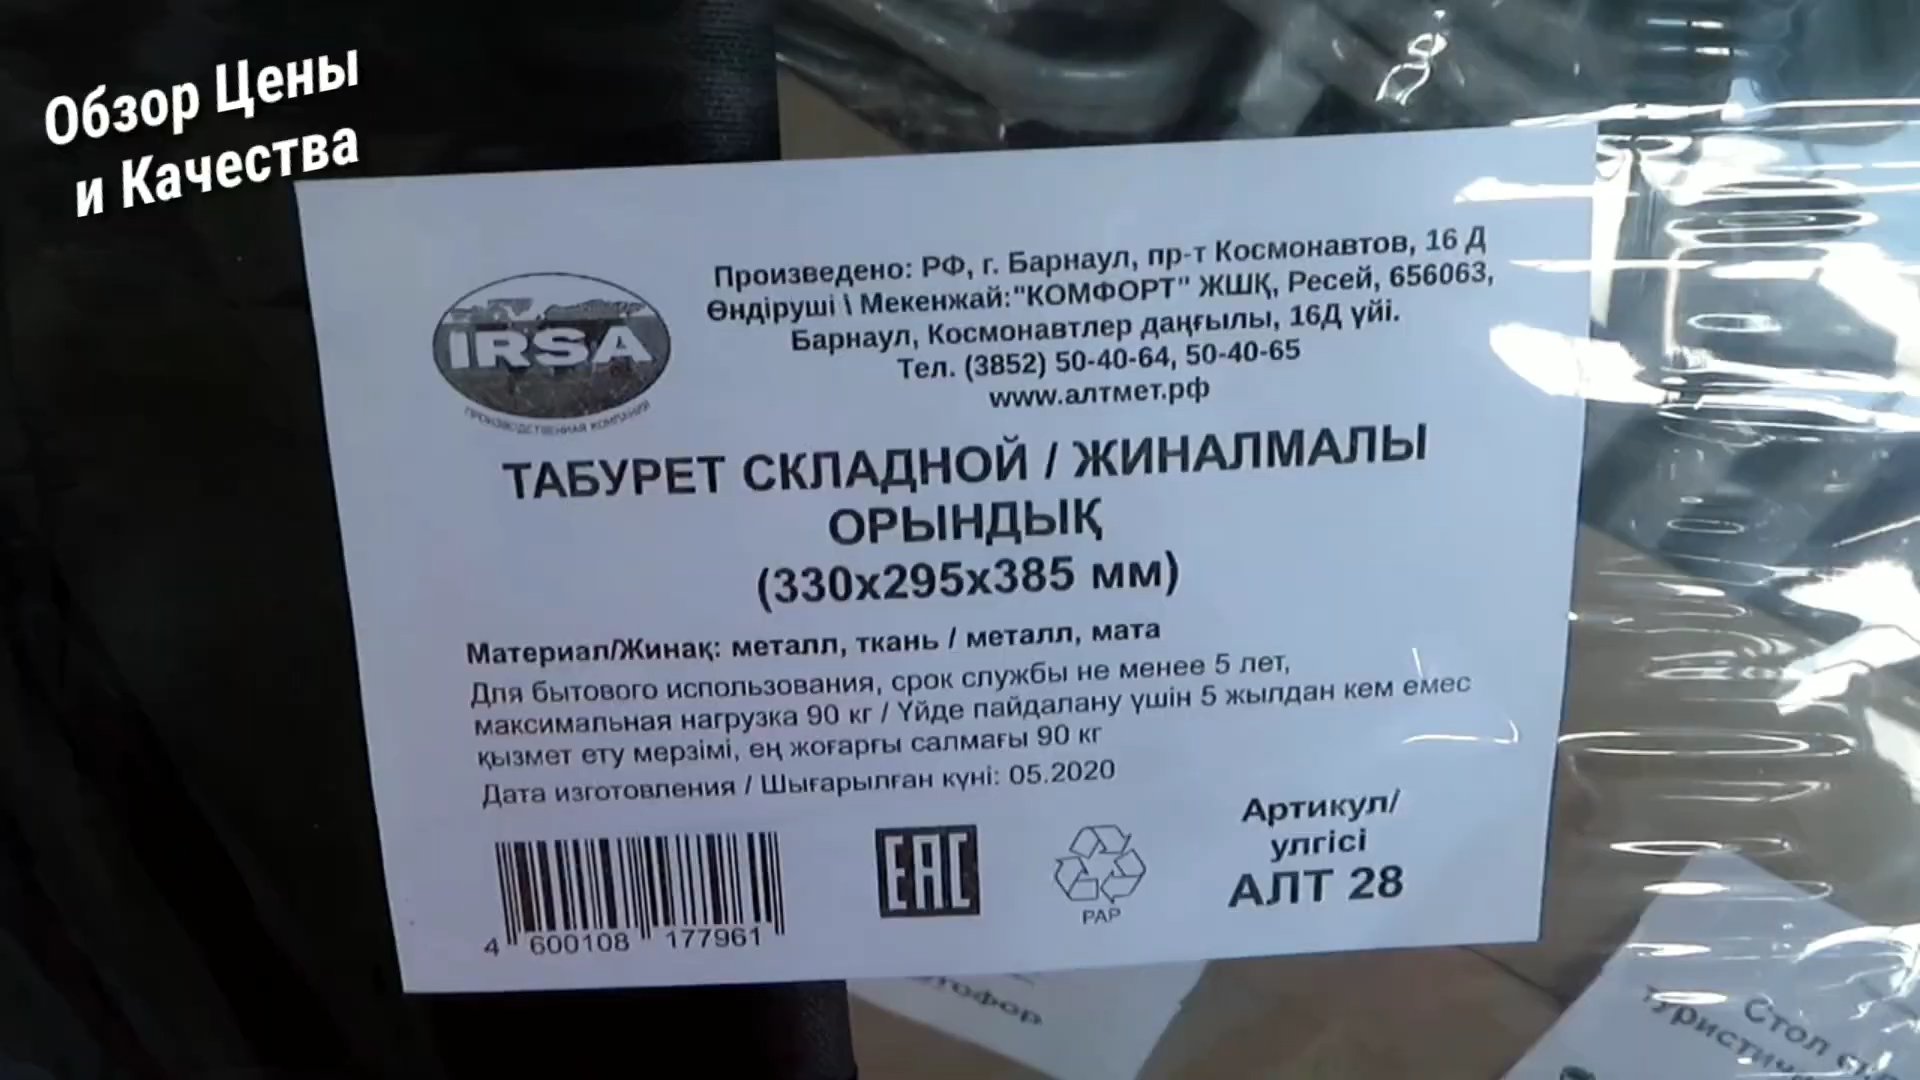 Обзор Цены
и Качества
IRSA
ПРОИЗВОДСТВЕННАЯ КОМПАНИЯ
Произведено: РФ, г. Барнаул, пр-т Космонавтов, 16 Д
Өндіруші \ Мекенжай:"КОМФОРТ" ЖШҚ, Ресей, 656063,
Барнаул, Космонавтлер даңғылы, 16Д үйі.
Тел. (3852) 50-40-64, 50-40-65
www.алтмет.рф
ТАБУРЕТ СКЛАДНОЙ / ЖИНАЛМАЛЫ
ОРЫНДЫҚ
(330х295х385 мм)
Материал/Жинақ: металл, ткань / металл, мата
Для бытового использования, срок службы не менее 5 лет,
максимальная нагрузка 90 кг / Үйде пайдалану үшін 5 жылдан кем емес
қызмет ету мерзімі, ең жоғарғы салмағы 90 кг
Дата изготовления / Шығарылған күні: 05.2020
Артикул/
улгісі
АЛТ 28
EAC
PAP
4 600108 177961
Стол